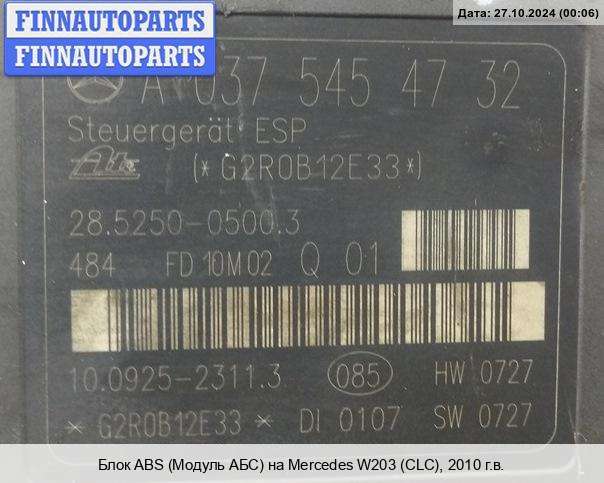 FINNAUTOPARTS
FINNAUTOPARTS
Дата: 27.10.2024 (00:06)
A 037 545 47 32
Steuergerät ESP
Ate (*G2R0B12E33*)
28.5250-0500.3
484 FD 10M02 Q 01
10.0925-2311.3 085 HW 0727
* G2R0B12E33 * DI 0107 SW 0727
Блок ABS (Модуль АБС) на Mercedes W203 (CLC), 2010 г.в.